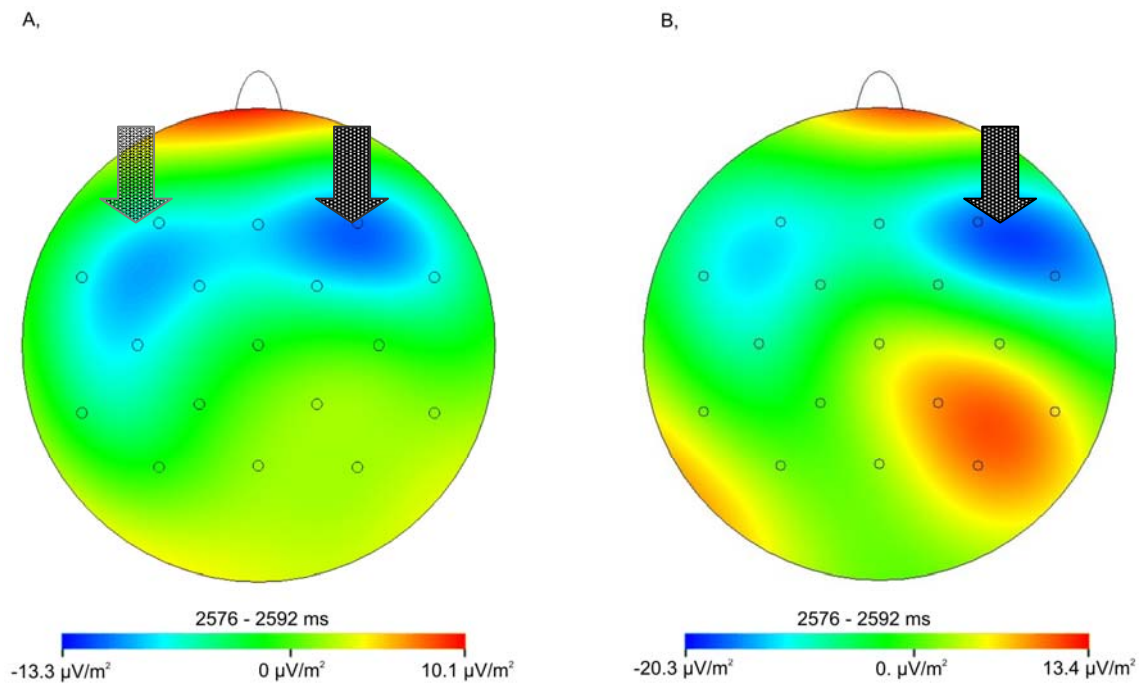 A,
B,
2576 - 2592 ms
-13.3 µV/m² 0 µV/m² 10.1 µV/m²
2576 - 2592 ms
-20.3 µV/m² 0. µV/m² 13.4 µV/m²